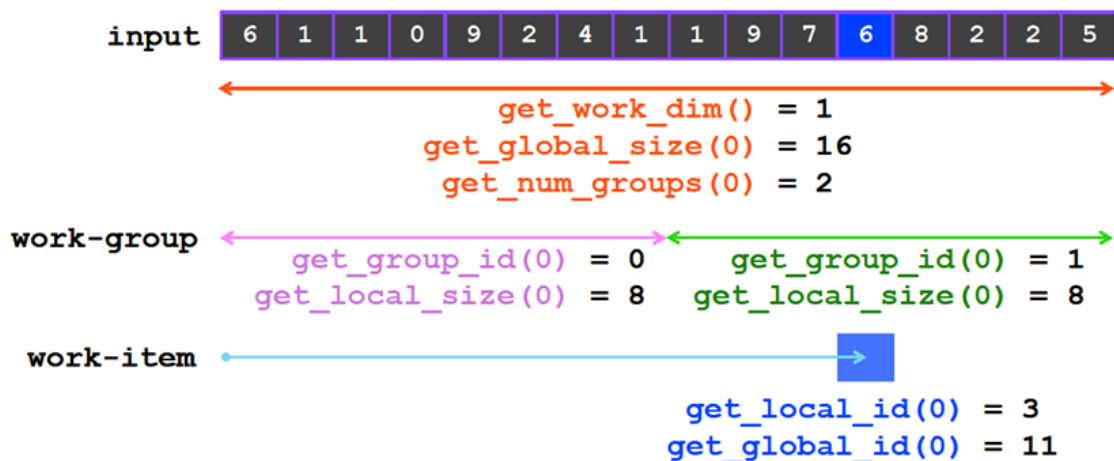 input 6 1 1 0 9 2 4 1 1 9 7 6 8 2 2 5
get_work_dim() = 1
get_global_size(0) = 16
get_num_groups(0) = 2
work-group
get_group_id(0) = 0 get_group_id(0) = 1
get_local_size(0) = 8 get_local_size(0) = 8
work-item
get_local_id(0) = 3
get_global_id(0) = 11